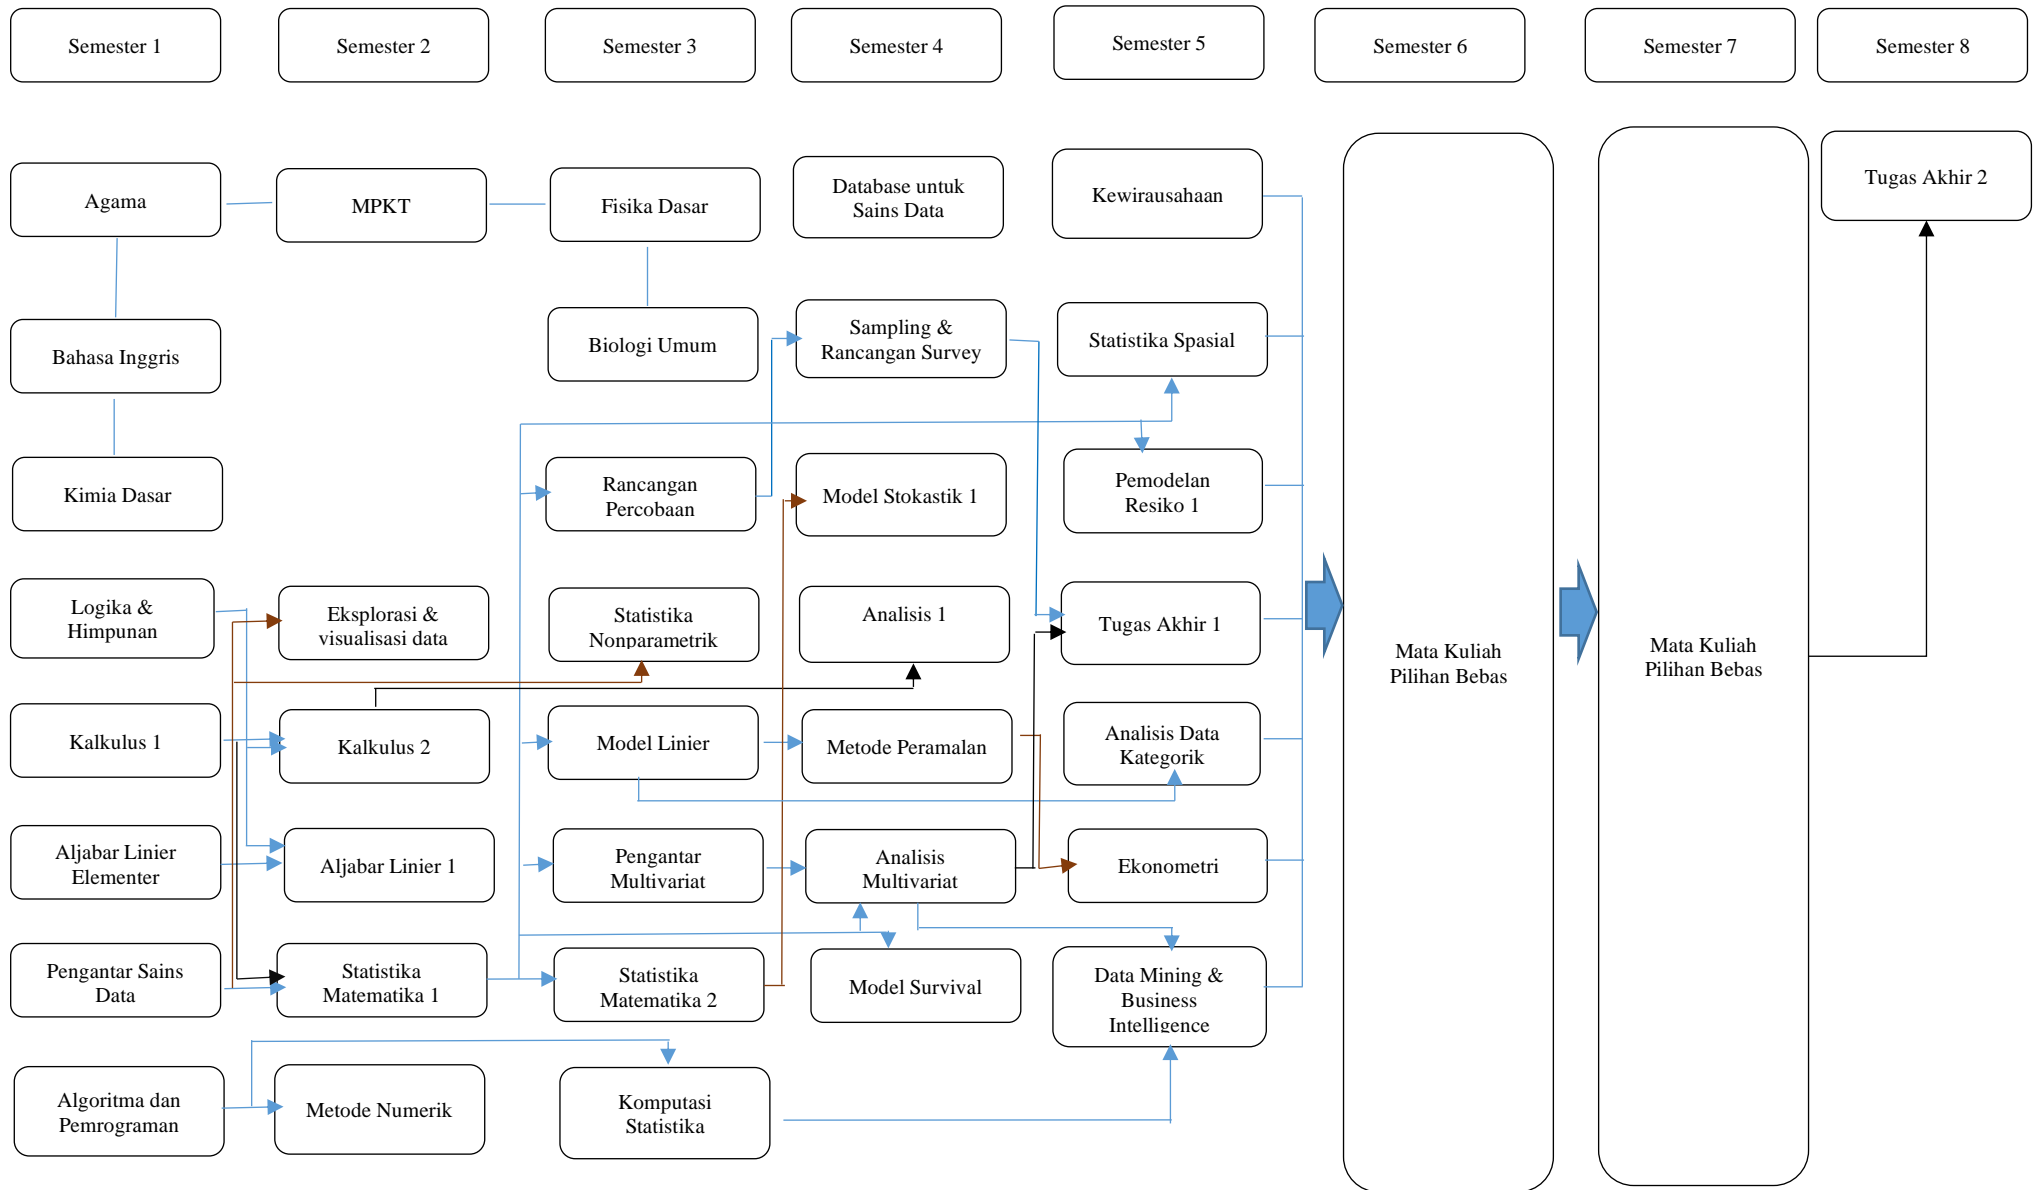 Semester 1
Semester 2
Semester 3
Semester 4
Semester 5
Semester 6
Semester 7
Semester 8
Agama
MPKT
Fisika Dasar
Database untuk
Sains Data
Kewirausahaan
Tugas Akhir 2
Bahasa Inggris
Biologi Umum
Sampling &
Rancangan Survey
Statistika Spasial
Kimia Dasar
Rancangan
Percobaan
Model Stokastik 1
Pemodelan
Resiko 1
Logika &
Himpunan
Eksplorasi &
visualisasi data
Statistika
Nonparametrik
Analisis 1
Tugas Akhir 1
Mata Kuliah
Pilihan Bebas
Mata Kuliah
Pilihan Bebas
Kalkulus 1
Kalkulus 2
Model Linier
Metode Peramalan
Analisis Data
Kategorik
Aljabar Linier
Elementer
Aljabar Linier 1
Pengantar
Multivariat
Analisis
Multivariat
Ekonometri
Pengantar Sains
Data
Statistika
Matematika 1
Statistika
Matematika 2
Model Survival
Data Mining &
Business
Intelligence
Algoritma dan
Pemrograman
Metode Numerik
Komputasi
Statistika